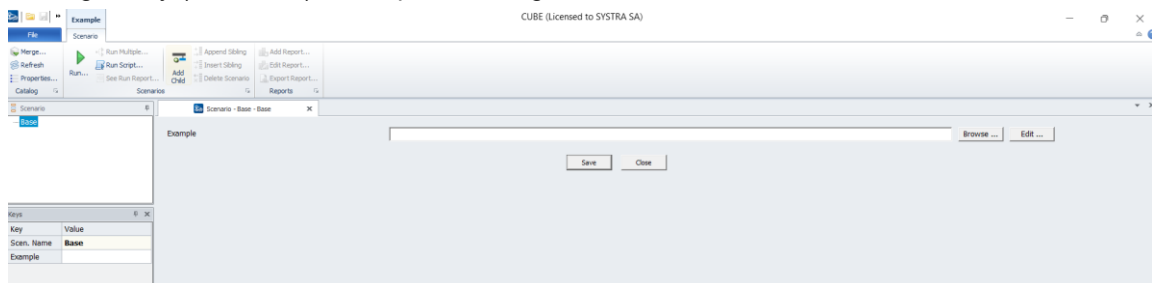 Example
CUBE (Licensed to SYSTRA SA)
File
Scenario
Merge...
Refresh
Properties...
Catalog
Run...
Run Multiple...
Run Script...
See Run Report...
Scenarios
Add Child
Append Sibling
Insert Sibling
Delete Scenario
Add Report...
Edit Report...
Export Report...
Reports
Scenario
Base
Scenario - Base - Base
Example
Browse ...
Edit ...
Save
Close
Keys
Key Value
Scen. Name Base
Example